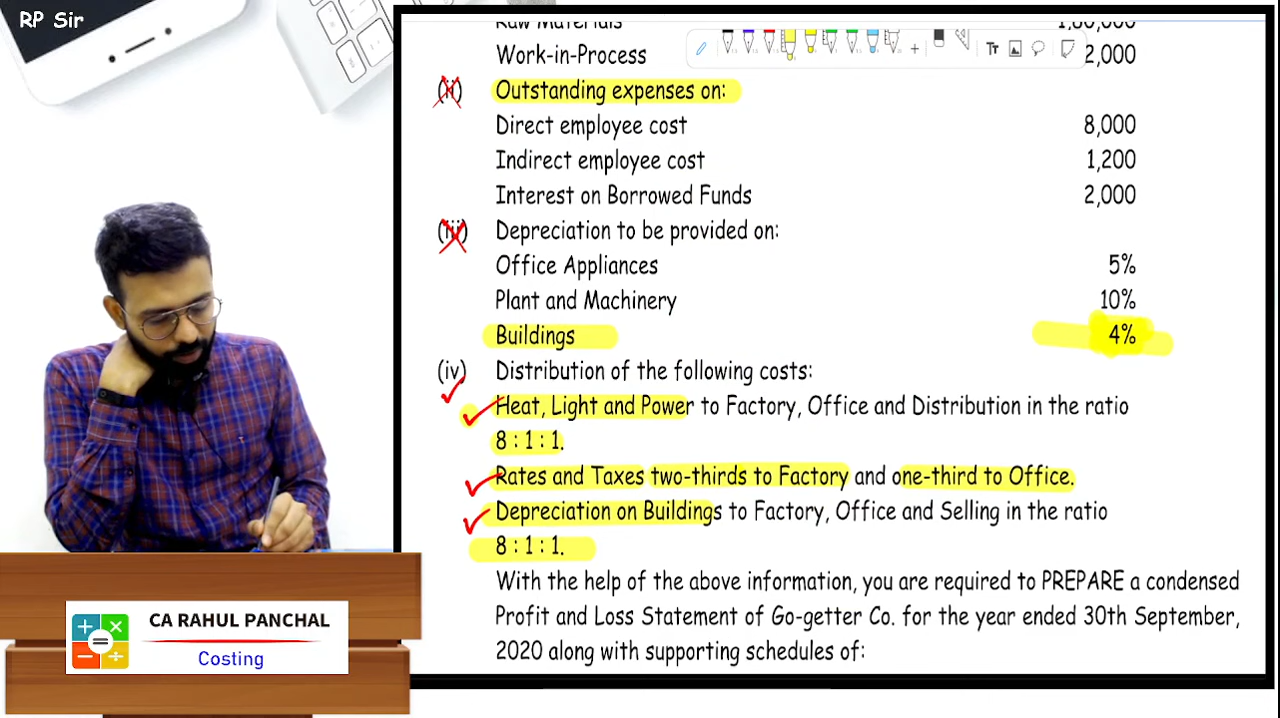 RP Sir
Raw Materials 1,80,000
Work-in-Process 2,000
(ii) Outstanding expenses on:
Direct employee cost 8,000
Indirect employee cost 1,200
Interest on Borrowed Funds 2,000
(iii) Depreciation to be provided on:
Office Appliances 5%
Plant and Machinery 10%
Buildings 4%
(iv) Distribution of the following costs:
Heat, Light and Power to Factory, Office and Distribution in the ratio
8 : 1 : 1.
Rates and Taxes two-thirds to Factory and one-third to Office.
Depreciation on Buildings to Factory, Office and Selling in the ratio
8 : 1 : 1.
With the help of the above information, you are required to PREPARE a condensed
Profit and Loss Statement of Go-getter Co. for the year ended 30th September,
2020 along with supporting schedules of:
CA RAHUL PANCHAL
Costing